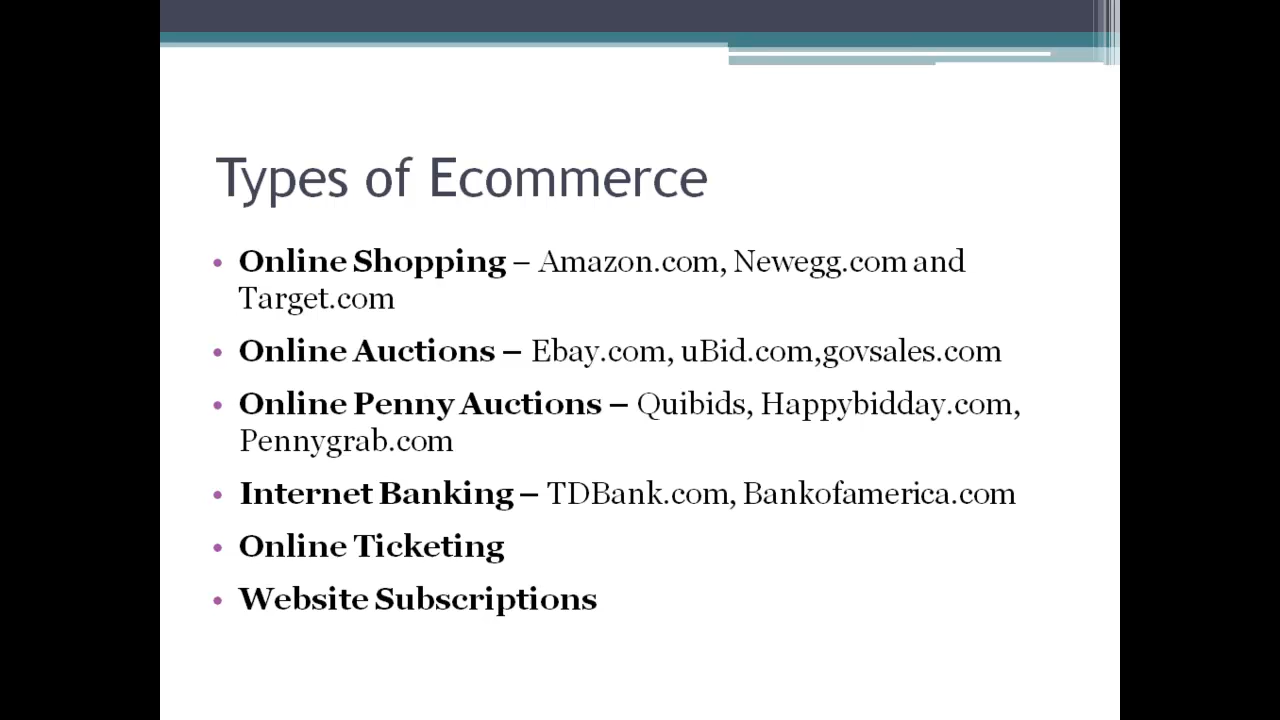 Types of Ecommerce
• Online Shopping – Amazon.com, Newegg.com and
Target.com
• Online Auctions – Ebay.com, uBid.com,govsales.com
• Online Penny Auctions – Quibids, Happybidday.com,
Pennygrab.com
• Internet Banking – TDBank.com, Bankofamerica.com
• Online Ticketing
• Website Subscriptions